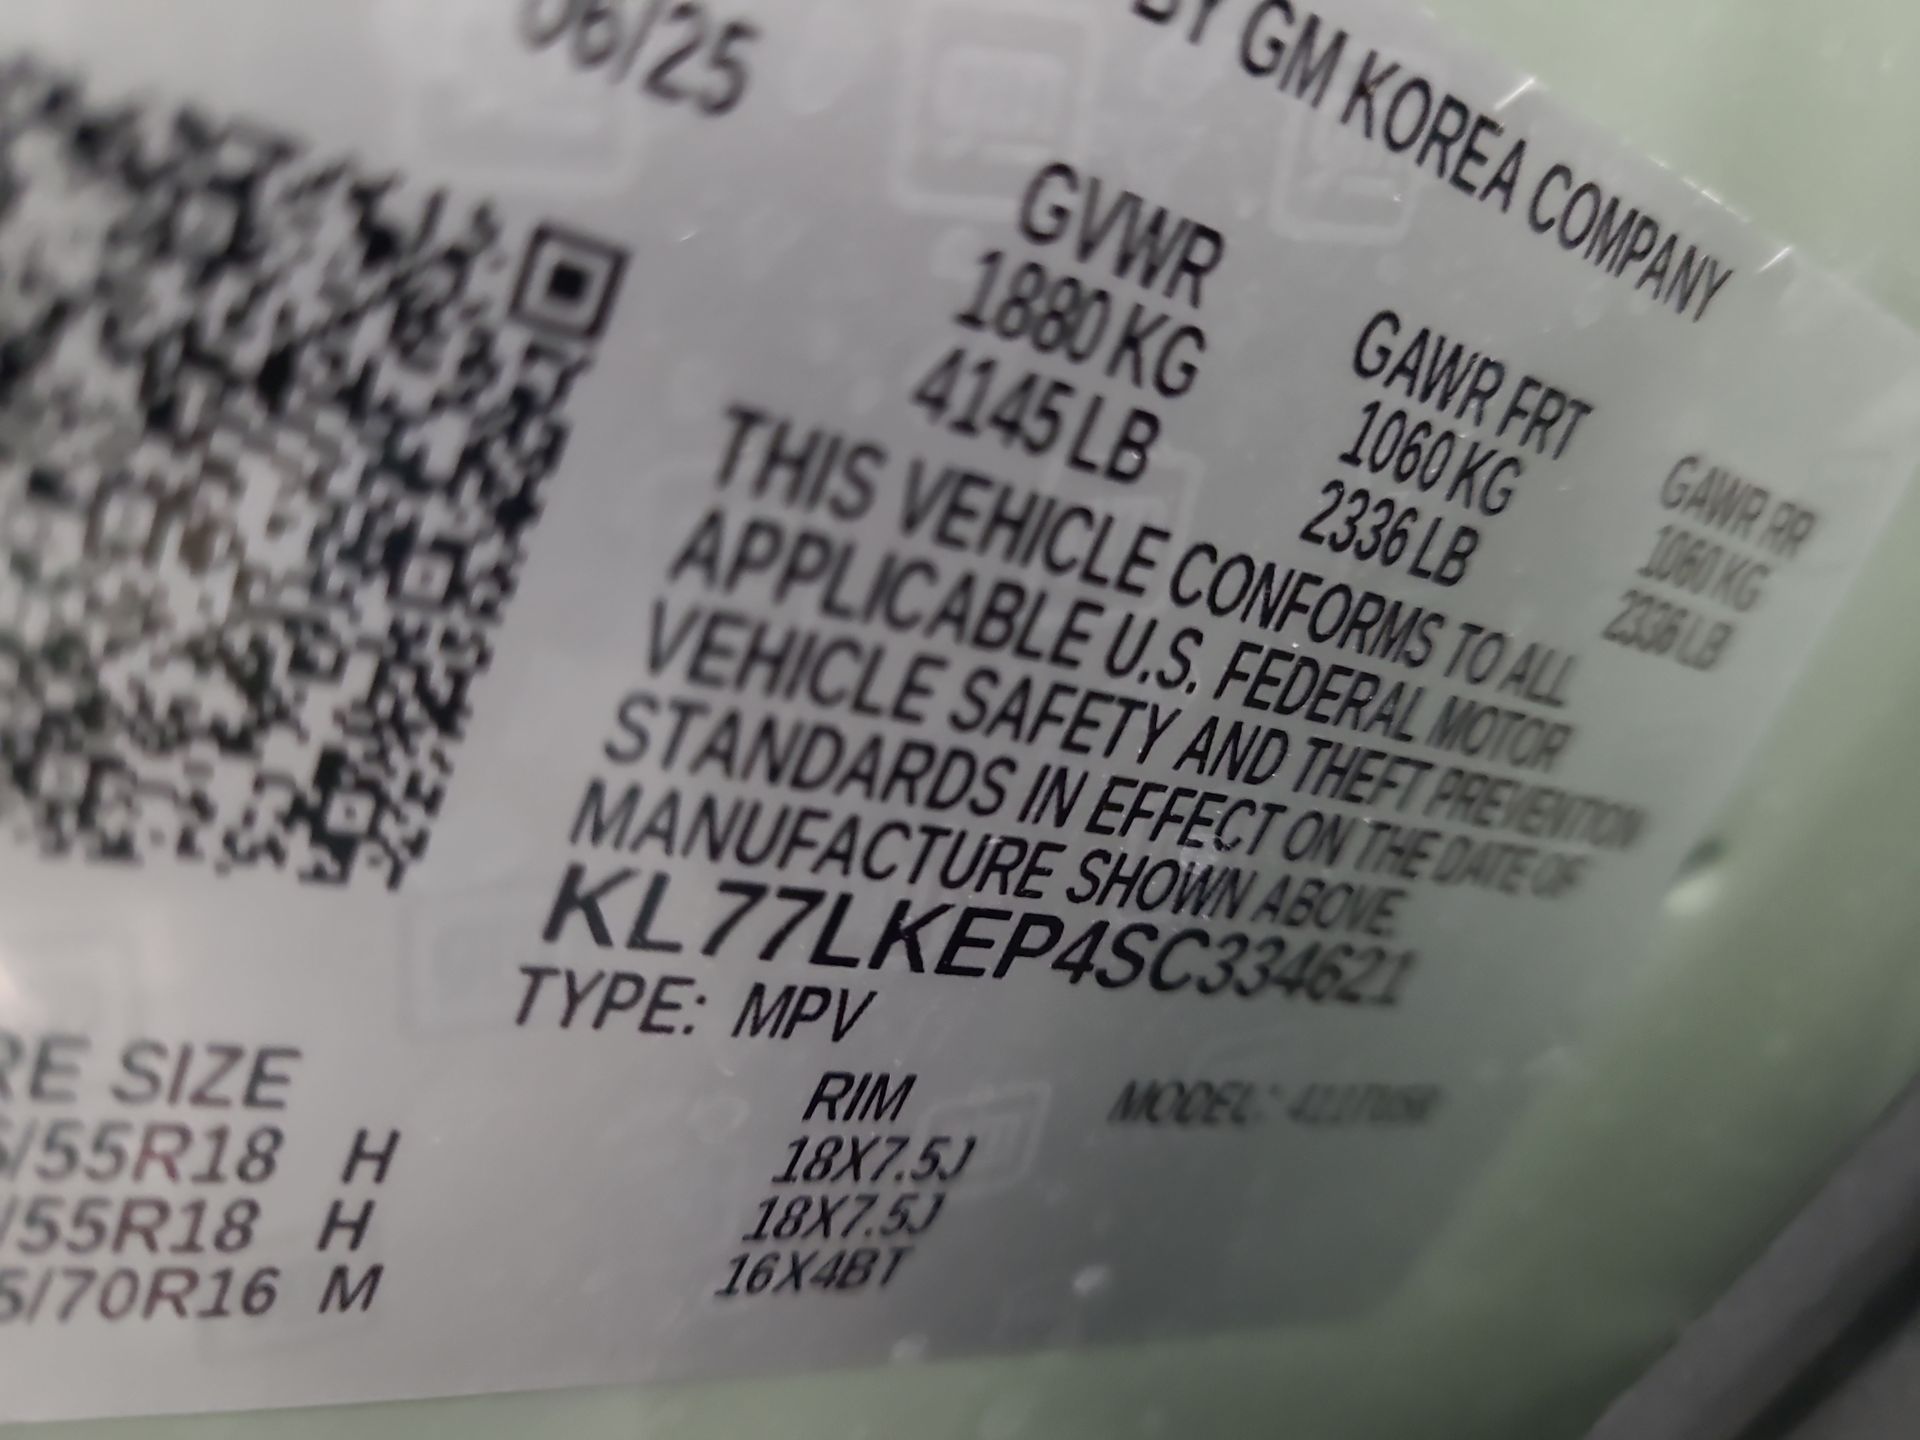 06/25
BY GM KOREA COMPANY
GVWR
1880 KG
4145 LB
GAWR FRT
1060 KG
2336 LB
GAWR RR
1060 KG
2336 LB
THIS VEHICLE CONFORMS TO ALL
APPLICABLE U.S. FEDERAL MOTOR
VEHICLE SAFETY AND THEFT PREVENTION
STANDARDS IN EFFECT ON THE DATE OF
MANUFACTURE SHOWN ABOVE.
KL77LKEP4SC334621
TYPE: MPV
MODEL:
RE SIZE
RIM
5/55R18 H
18X7.5J
/55R18 H
18X7.5J
5/70R16 M
16X4BT